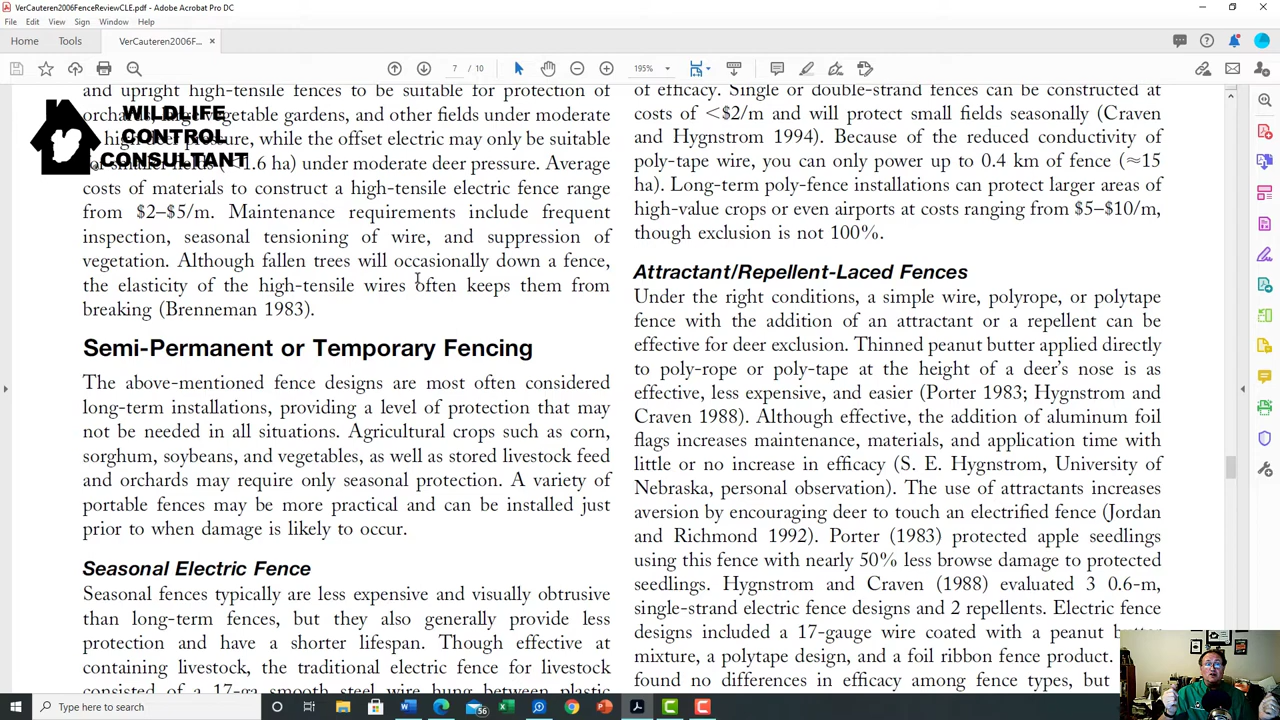 VerCauteren2006FenceReviewCLE.pdf - Adobe Acrobat Pro DC
File Edit View Sign Window Help
Home Tools VerCauteren2006F... ×
7 / 10 195%
WILDLIFE
CONTROL
CONSULTANT
and upright high-tensile fences to be suitable for protection of
orchards, large vegetable gardens, and other fields under moderate
high deer pressure, while the offset electric may only be suitable
for smaller fields (<1.6 ha) under moderate deer pressure. Average
costs of materials to construct a high-tensile electric fence range
from $2–$5/m. Maintenance requirements include frequent
inspection, seasonal tensioning of wire, and suppression of
vegetation. Although fallen trees will occasionally down a fence,
the elasticity of the high-tensile wires often keeps them from
breaking (Brenneman 1983).
Semi-Permanent or Temporary Fencing
The above-mentioned fence designs are most often considered
long-term installations, providing a level of protection that may
not be needed in all situations. Agricultural crops such as corn,
sorghum, soybeans, and vegetables, as well as stored livestock feed
and orchards may require only seasonal protection. A variety of
portable fences may be more practical and can be installed just
prior to when damage is likely to occur.
Seasonal Electric Fence
Seasonal fences typically are less expensive and visually obtrusive
than long-term fences, but they also generally provide less
protection and have a shorter lifespan. Though effective at
containing livestock, the traditional electric fence for livestock
consisted of a 17-ga smooth steel wire hung between plastic
of efficacy. Single or double-strand fences can be constructed at
costs of <$2/m and will protect small fields seasonally (Craven
and Hygnstrom 1994). Because of the reduced conductivity of
poly-tape wire, you can only power up to 0.4 km of fence (≈15
ha). Long-term poly-fence installations can protect larger areas of
high-value crops or even airports at costs ranging from $5–$10/m,
though exclusion is not 100%.
Attractant/Repellent-Laced Fences
Under the right conditions, a simple wire, polyrope, or polytape
fence with the addition of an attractant or a repellent can be
effective for deer exclusion. Thinned peanut butter applied directly
to poly-rope or poly-tape at the height of a deer's nose is as
effective, less expensive, and easier (Porter 1983; Hygnstrom and
Craven 1988). Although effective, the addition of aluminum foil
flags increases maintenance, materials, and application time with
little or no increase in efficacy (S. E. Hygnstrom, University of
Nebraska, personal observation). The use of attractants increases
aversion by encouraging deer to touch an electrified fence (Jordan
and Richmond 1992). Porter (1983) protected apple seedlings
using this fence with nearly 50% less browse damage to protected
seedlings. Hygnstrom and Craven (1988) evaluated 3 0.6-m,
single-strand electric fence designs and 2 repellents. Electric fence
designs included a 17-gauge wire coated with a peanut butter
mixture, a polytape design, and a foil ribbon fence product.
found no differences in efficacy among fence types, but
Type here to search
56